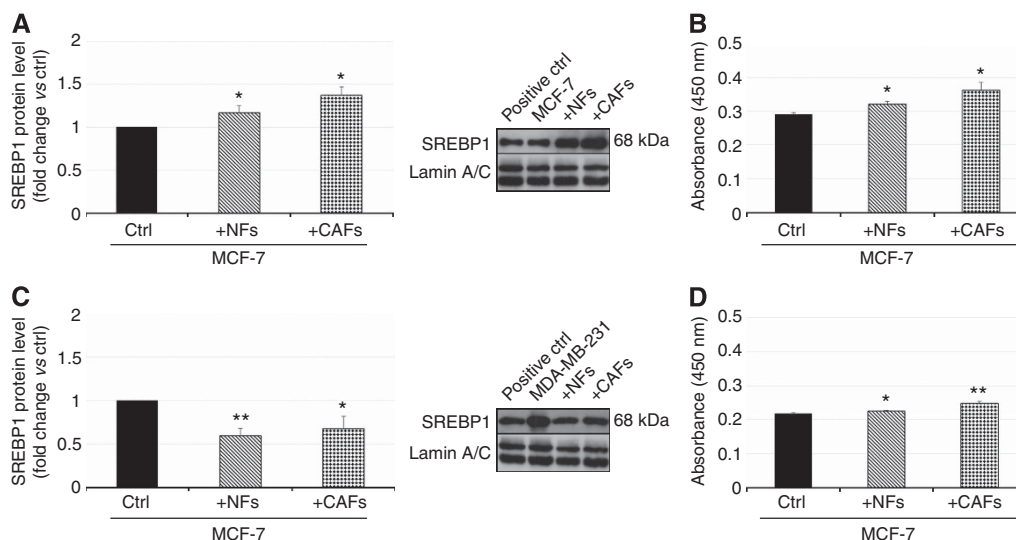 A
SREBP1 protein level
(fold change vs ctrl)
2
1.5
1
0.5
0
*
*
Ctrl
+NFs
+CAFs
MCF-7
Positive ctrl
MCF-7
+NFs
+CAFs
SREBP1
68 kDa
Lamin A/C
B
Absorbance (450 nm)
0.5
0.4
0.3
0.2
0.1
0
*
*
Ctrl
+NFs
+CAFs
MCF-7
C
SREBP1 protein level
(fold change vs ctrl)
2
1.5
1
0.5
0
**
*
Ctrl
+NFs
+CAFs
MCF-7
Positive ctrl
MDA-MB-231
+NFs
+CAFs
SREBP1
68 kDa
Lamin A/C
D
Absorbance (450 nm)
0.5
0.4
0.3
0.2
0.1
0
*
**
Ctrl
+NFs
+CAFs
MCF-7